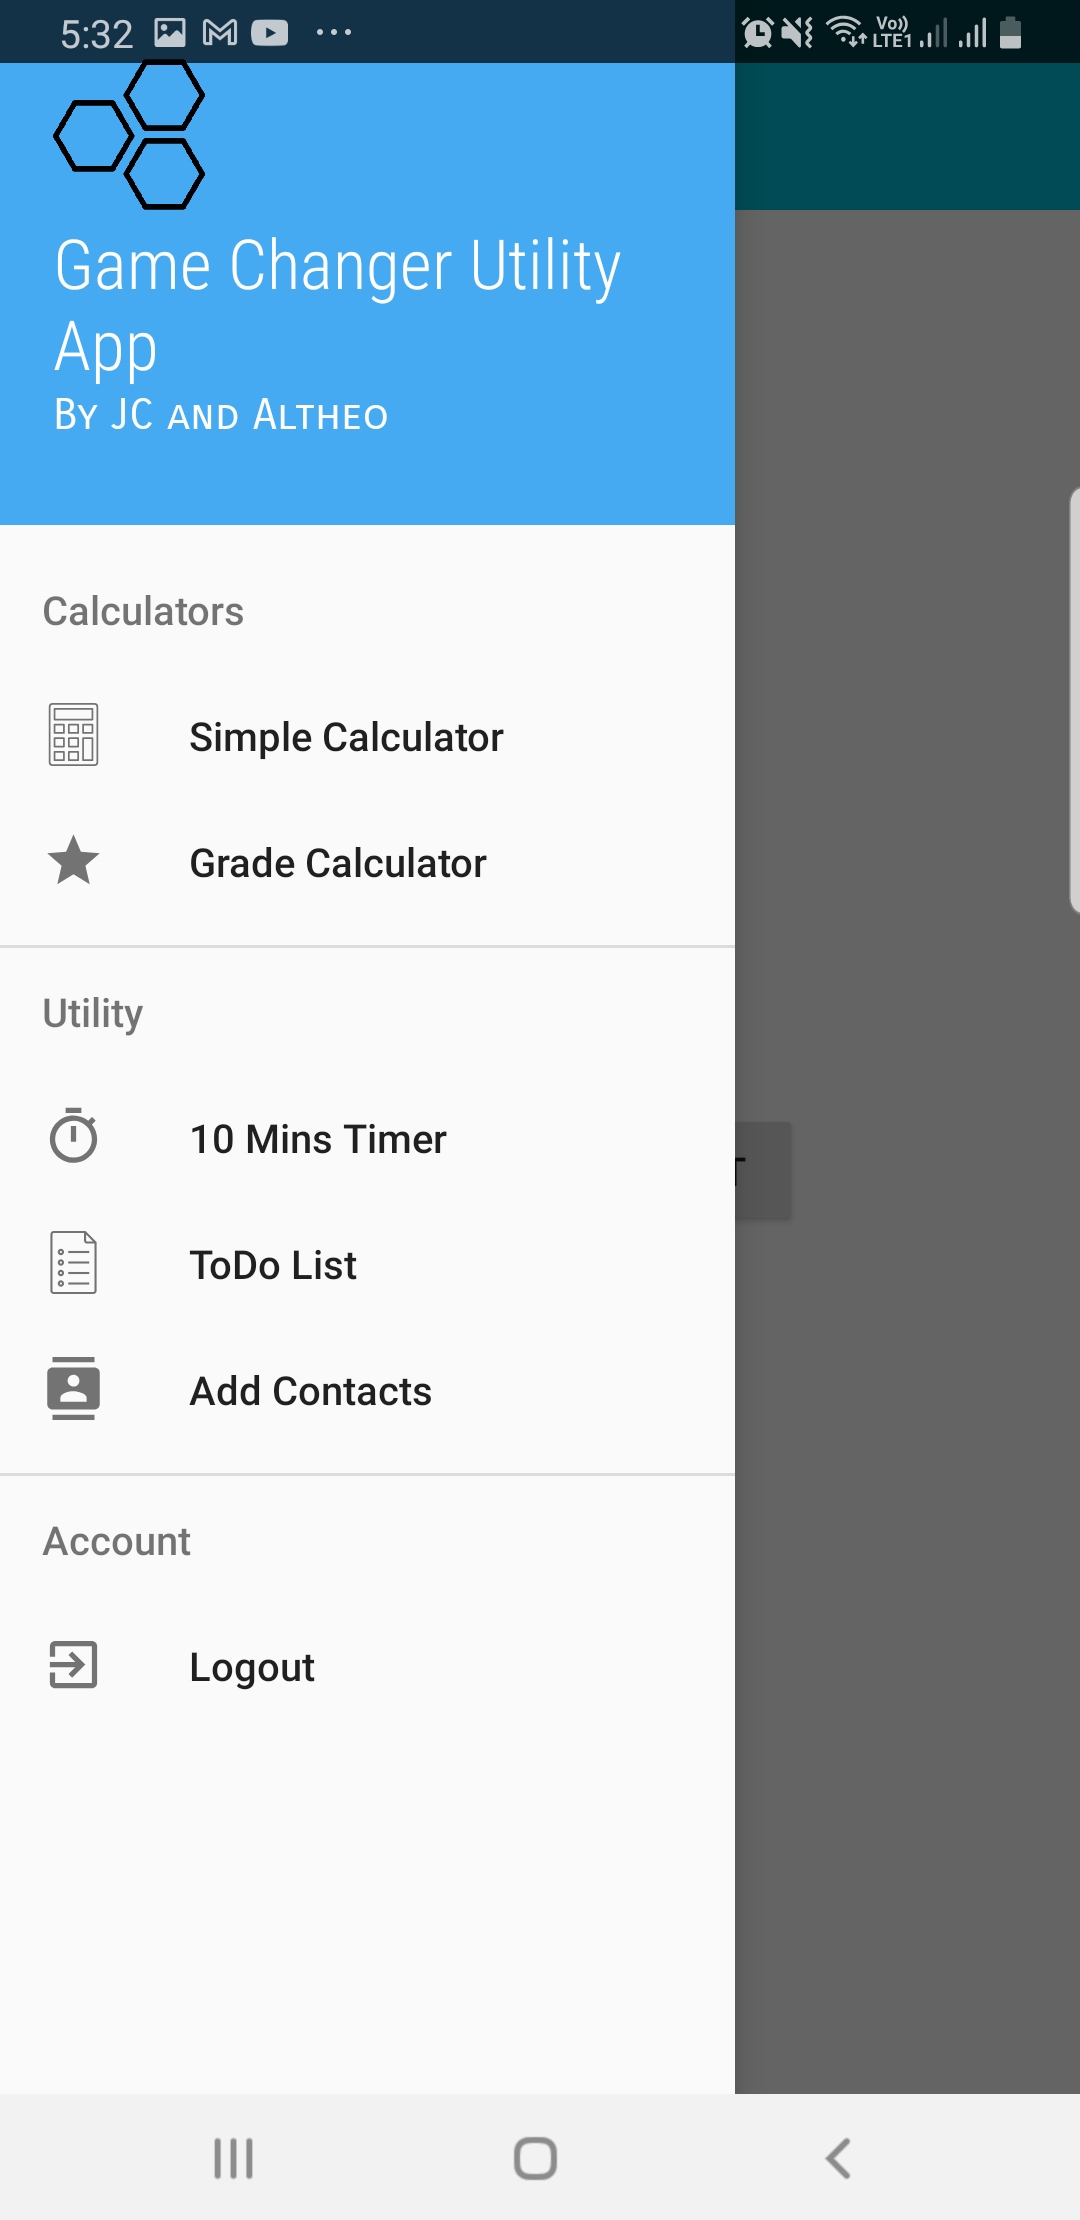 5:32
Vo)) LTE1
Game Changer Utility
App
By JC and Altheo
Calculators
Simple Calculator
Grade Calculator
Utility
10 Mins Timer
ToDo List
Add Contacts
Account
Logout